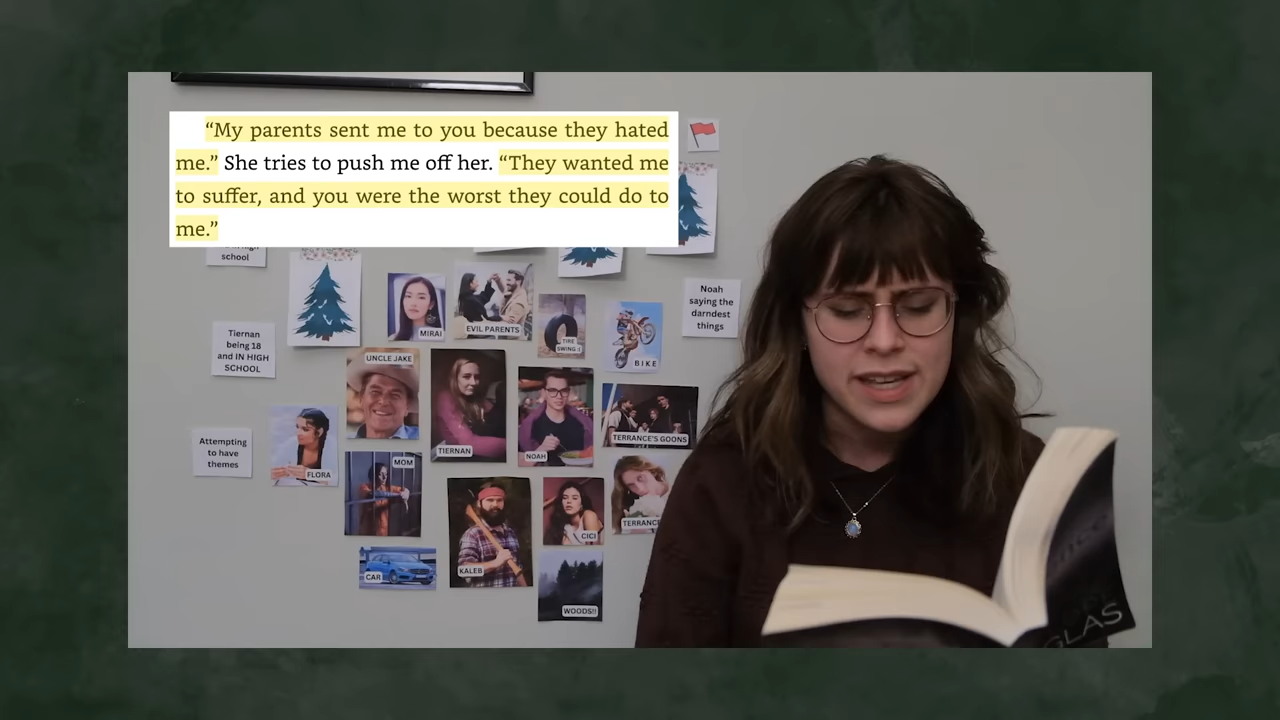 “My parents sent me to you because they hated
me.” She tries to push me off her. “They wanted me
to suffer, and you were the worst they could do to
me.”
school
Noah
saying the
darndest
things
MIRAI
EVIL PARENTS
TIRE
SWING :)
BIKE
Tiernan
being 18
and IN HIGH
SCHOOL
UNCLE JAKE
TIERNAN
NOAH
TERRANCE'S GOONS
Attempting
to have
themes
FLORA
MOM
KALEB
CICI
TERRANC
CAR
WOODS!!
GLAS